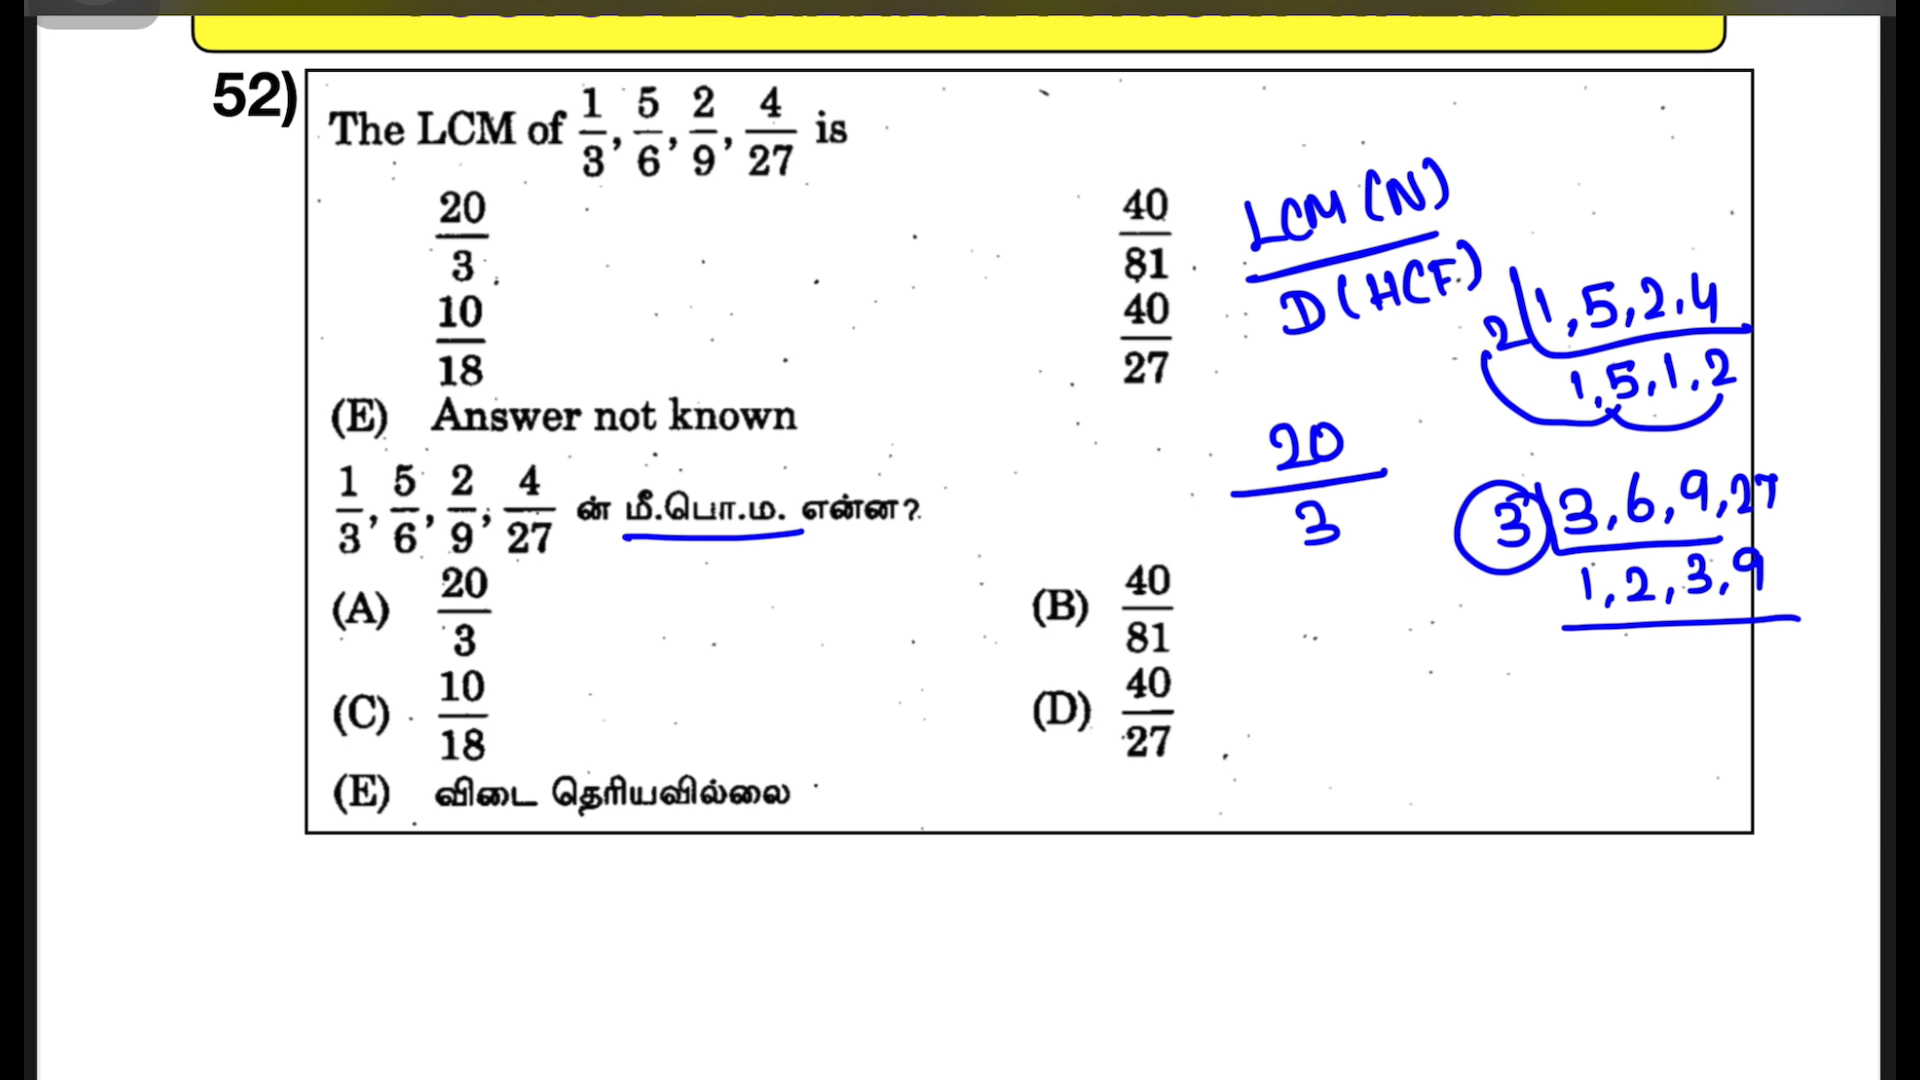 52)
The LCM of 1/3, 5/6, 2/9, 4/27 is
20/3 40/81
10/18 40/27
(E) Answer not known
1/3, 5/6, 2/9, 4/27 ன் மீ.பொ.ம. என்ன?
(A) 20/3 (B) 40/81
(C) 10/18 (D) 40/27
(E) விடை தெரியவில்லை
LCM (N)
D (HCF)
2 1, 5, 2, 4
1, 5, 1, 2
20/3
3 3, 6, 9, 27
1, 2, 3, 9